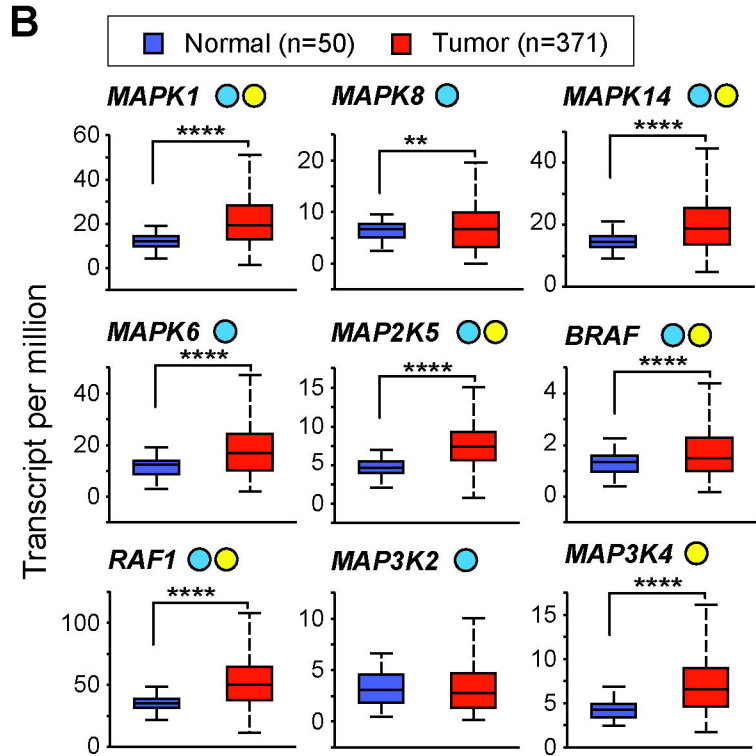 B
Normal (n=50) Tumor (n=371)
MAPK1 MAPK8 MAPK14
**** ** ****
60 40 20 0
20 10 0
40 20 0
MAPK6 MAP2K5 BRAF
**** **** ****
40 20 0
15 10 5 0
4 2 0
RAF1 MAP3K2 MAP3K4
**** ****
100 50 0
10 5 0
15 10 5 0
Transcript per million